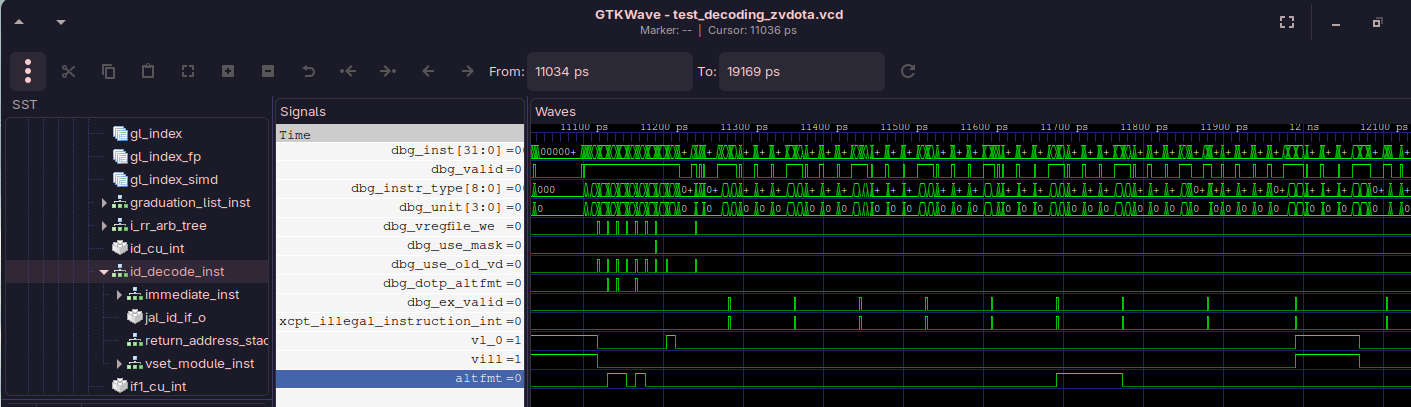 GTKWave - test_decoding_zvdota.vcd
Marker: -- | Cursor: 11036 ps
From: 11034 ps To: 19169 ps
SST
gl_index
gl_index_fp
gl_index_simd
graduation_list_inst
i_rr_arb_tree
id_cu_int
id_decode_inst
immediate_inst
jal_id_if_o
return_address_stac
vset_module_inst
if1_cu_int
Signals
Time
dbg_inst[31:0] =0
dbg_valid =0
dbg_instr_type[8:0] =0
dbg_unit[3:0] =0
dbg_vregfile_we =0
dbg_use_mask =0
dbg_use_old_vd =0
dbg_dotp_altfmt =0
dbg_ex_valid =0
xcpt_illegal_instruction_int =0
vl_0 =1
vill =1
altfmt =0
Waves
11100 ps 11200 ps 11300 ps 11400 ps 11500 ps 11600 ps 11700 ps 11800 ps 11900 ps 12 ns 12100 ps
00000+
000
0